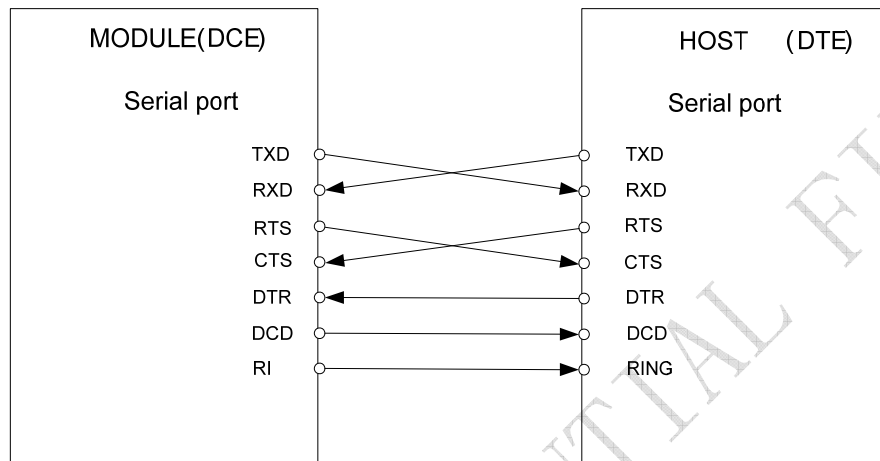 MODULE(DCE)
Serial port
TXD
RXD
RTS
CTS
DTR
DCD
RI
HOST (DTE)
Serial port
TXD
RXD
RTS
CTS
DTR
DCD
RING